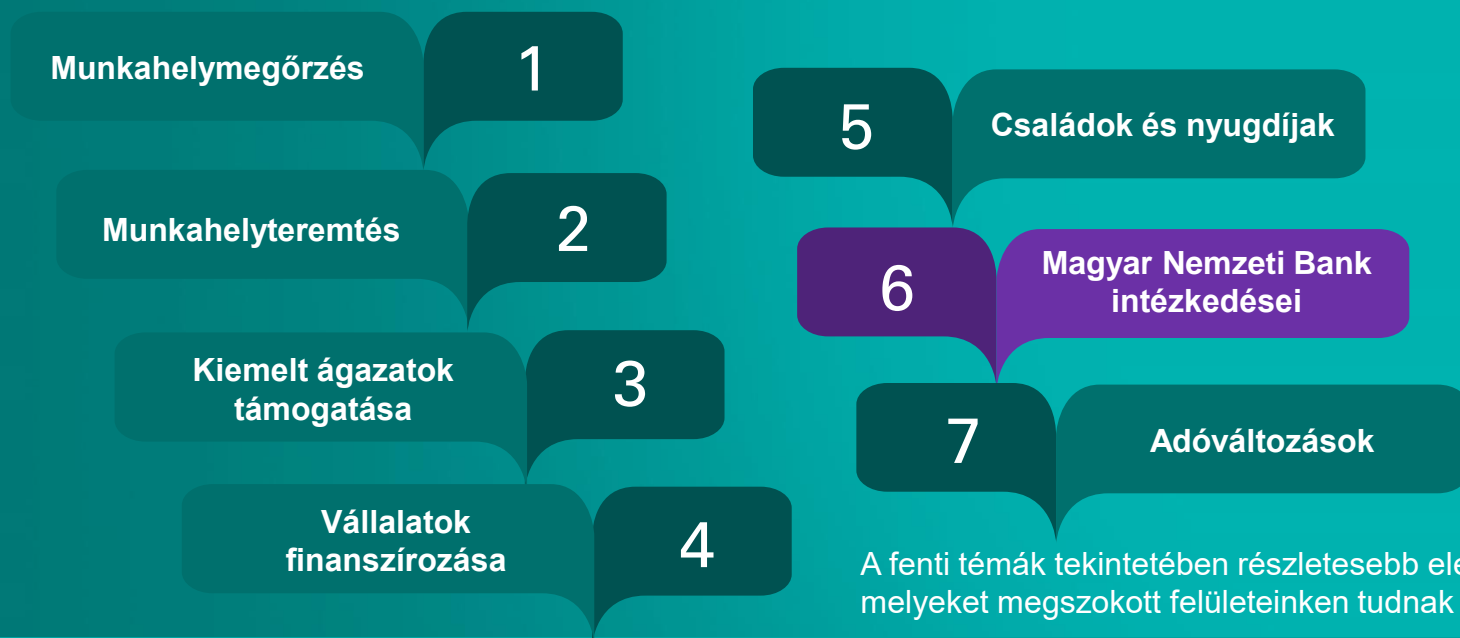 Munkahelymegőrzés
1
Munkahelyteremtés
2
Kiemelt ágazatok
támogatása
3
Vállalatok
finanszírozása
4
5
Családok és nyugdíjak
6
Magyar Nemzeti Bank
intézkedései
7
Adóváltozások
A fenti témák tekintetében részletesebb
melyeket megszokott felületeinken tudnak